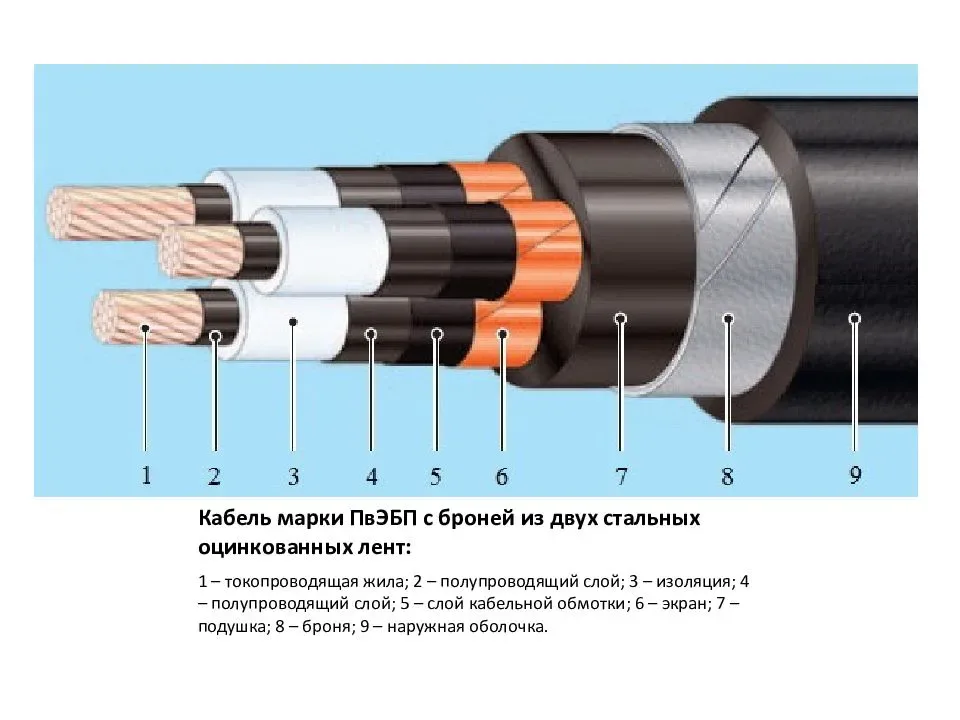 1 2 3 4 5 6 7 8 9
Кабель марки ПвЭБП с броней из двух стальных
оцинкованных лент:
1 – токопроводящая жила; 2 – полупроводящий слой; 3 – изоляция; 4
– полупроводящий слой; 5 – слой кабельной обмотки; 6 – экран; 7 –
подушка; 8 – броня; 9 – наружная оболочка.